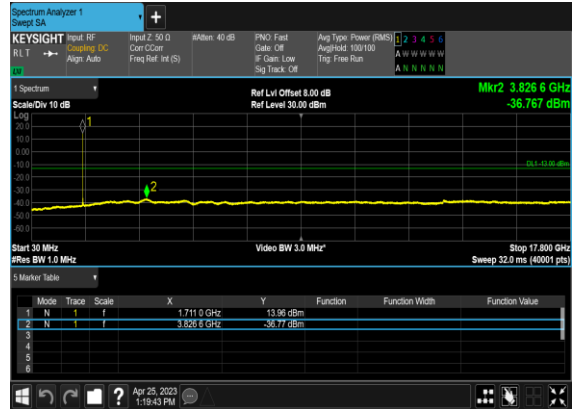 Spectrum Analyzer 1
Swept SA
+
KEYSIGHT Input: RF Input Z: 50 Ω #Atten: 40 dB PNO: Fast Avg Type: Power (RMS) 1 2 3 4 5 6
RLT Coupling: DC Corr CCorr Gate: Off Avg|Hold: 100/100 A W W W W W
Align: Auto Freq Ref: Int (S) IF Gain: Low Trig: Free Run
Sig Track: Off A N N N N N
1 Spectrum Ref Lvl Offset 8.00 dB Mkr2 3.826 6 GHz
Scale/Div 10 dB Ref Level 30.00 dBm -36.767 dBm
Log
20.0
10.0
0.00
-10.0
DL1 -13.00 dBm
-20.0
-30.0
-40.0
-50.0
-60.0
1
2
Start 30 MHz Video BW 3.0 MHz* Stop 17.800 GHz
#Res BW 1.0 MHz Sweep 32.0 ms (40001 pts)
5 Marker Table
Mode Trace Scale X Y Function Function Width Function Value
1 N 1 f 1.711 0 GHz 13.96 dBm
2 N 1 f 3.826 6 GHz -36.77 dBm
3
4
5
6
? Apr 25, 2023
1:19:43 PM